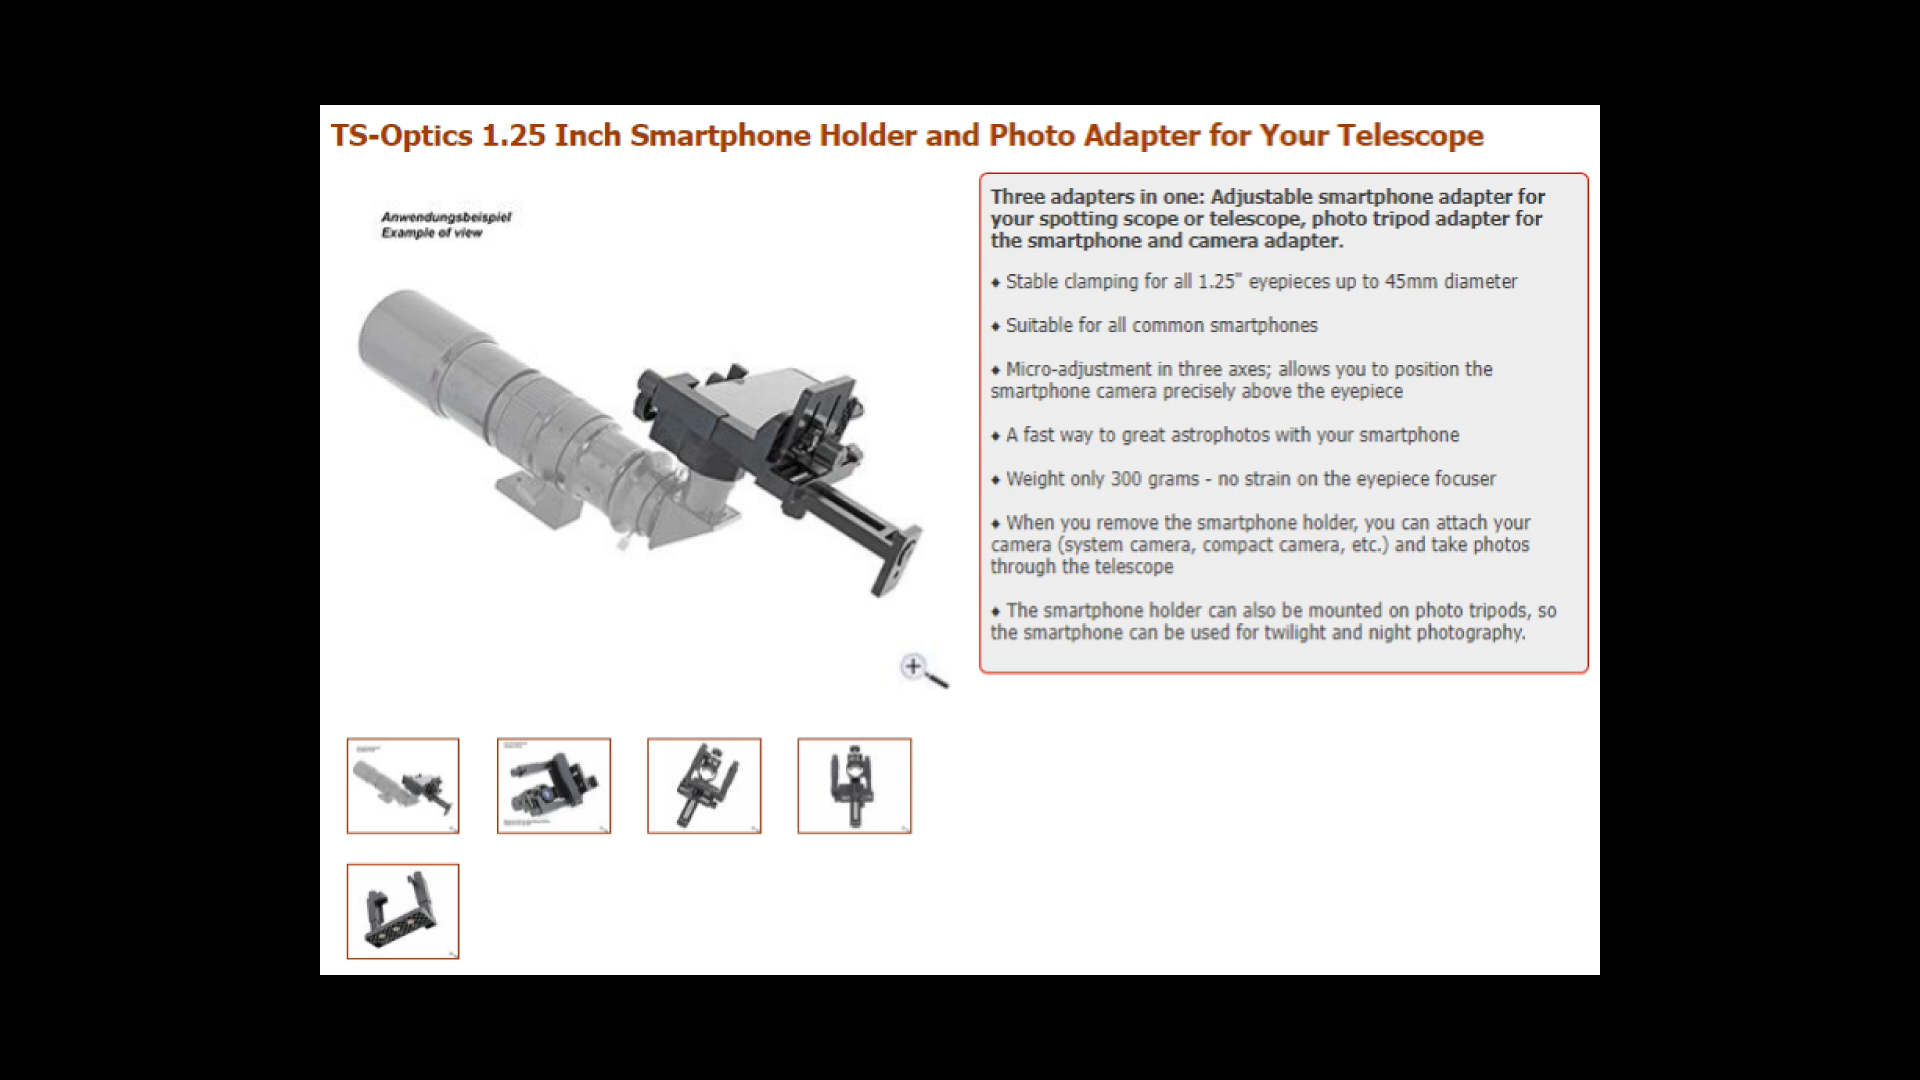 TS-Optics 1.25 Inch Smartphone Holder and Photo Adapter for Your Telescope
Anwendungsbeispiel
Example of view
Three adapters in one: Adjustable smartphone adapter for
your spotting scope or telescope, photo tripod adapter for
the smartphone and camera adapter.
♦ Stable clamping for all 1.25" eyepieces up to 45mm diameter
♦ Suitable for all common smartphones
♦ Micro-adjustment in three axes; allows you to position the
smartphone camera precisely above the eyepiece
♦ A fast way to great astrophotos with your smartphone
♦ Weight only 300 grams - no strain on the eyepiece focuser
♦ When you remove the smartphone holder, you can attach your
camera (system camera, compact camera, etc.) and take photos
through the telescope
♦ The smartphone holder can also be mounted on photo tripods, so
the smartphone can be used for twilight and night photography.